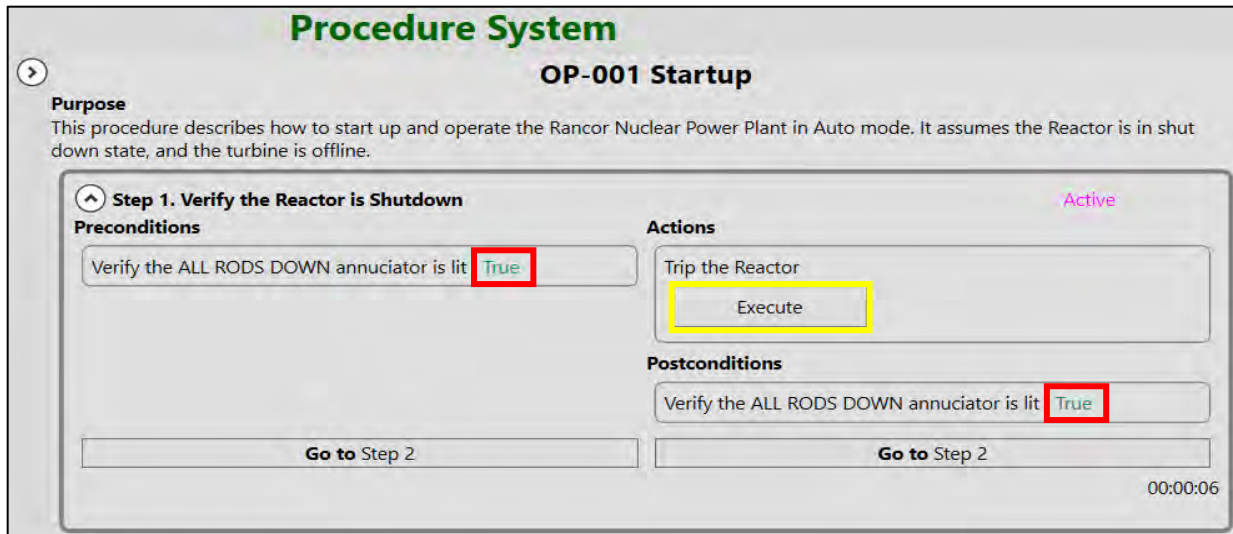 Procedure System
OP-001 Startup
Purpose
This procedure describes how to start up and operate the Rancor Nuclear Power Plant in Auto mode. It assumes the Reactor is in shut
down state, and the turbine is offline.
Step 1. Verify the Reactor is Shutdown
Active
Preconditions
Verify the ALL RODS DOWN annuciator is lit True
Go to Step 2
Actions
Trip the Reactor
Execute
Postconditions
Verify the ALL RODS DOWN annuciator is lit True
Go to Step 2
00:00:06